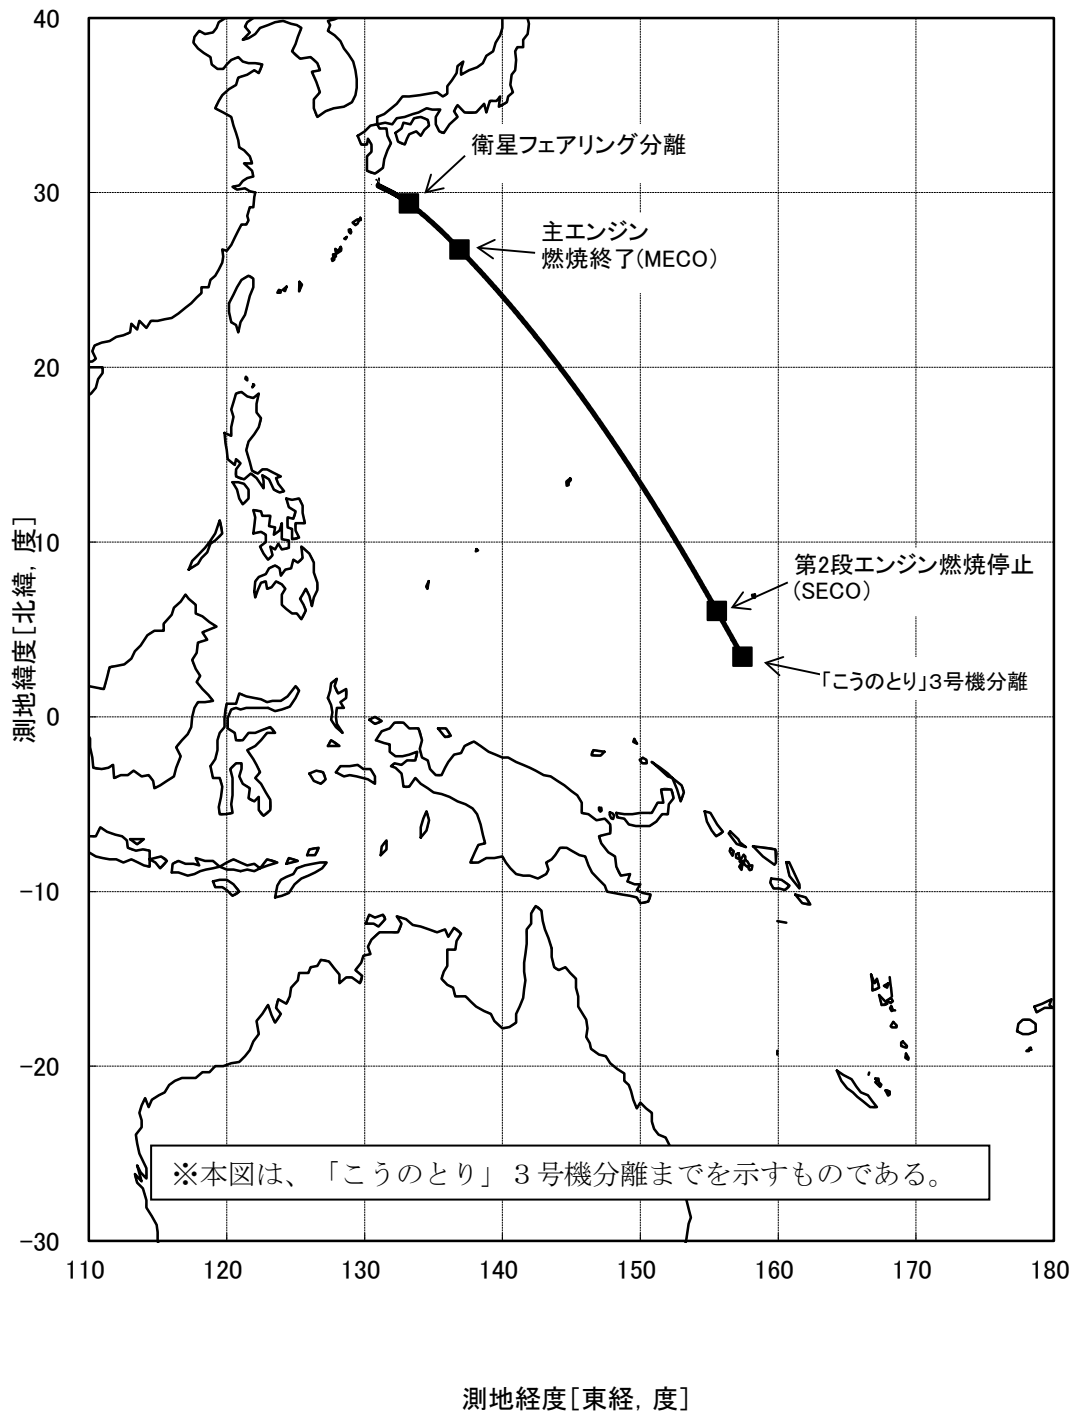 40
衛星フェアリング分離
30
主エンジン
燃焼終了(MECO)
20
測地緯度[北緯, 度]
10
第2段エンジン燃焼停止
(SECO)
「こうのとり」3号機分離
0
-10
-20
※本図は、「こうのとり」３号機分離までを示すものである。
-30
110 120 130 140 150 160 170 180
測地経度[東経, 度]